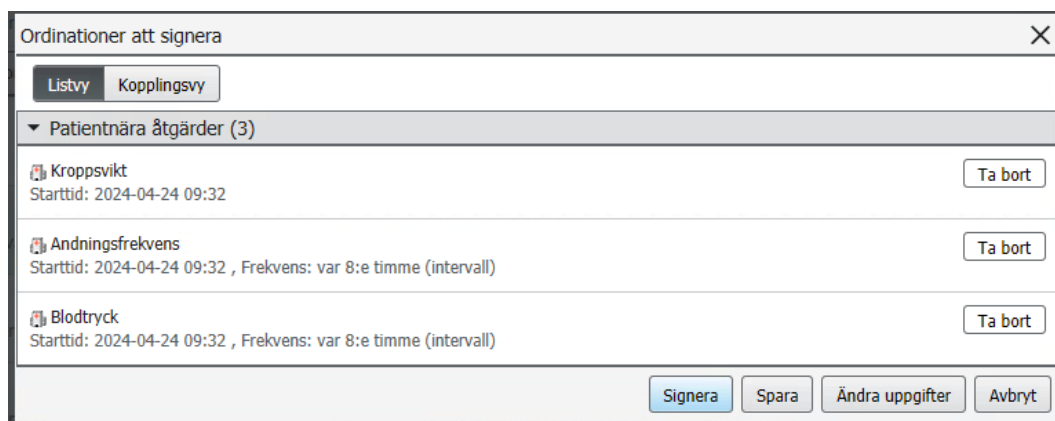 Ordinationer att signera
Listvy Kopplingsvy
Patientnära åtgärder (3)
Kroppsvikt
Ta bort
Starttid: 2024-04-24 09:32
Andningsfrekvens
Ta bort
Starttid: 2024-04-24 09:32 , Frekvens: var 8:e timme (intervall)
Blodtryck
Ta bort
Starttid: 2024-04-24 09:32 , Frekvens: var 8:e timme (intervall)
Signera Spara Ändra uppgifter Avbryt